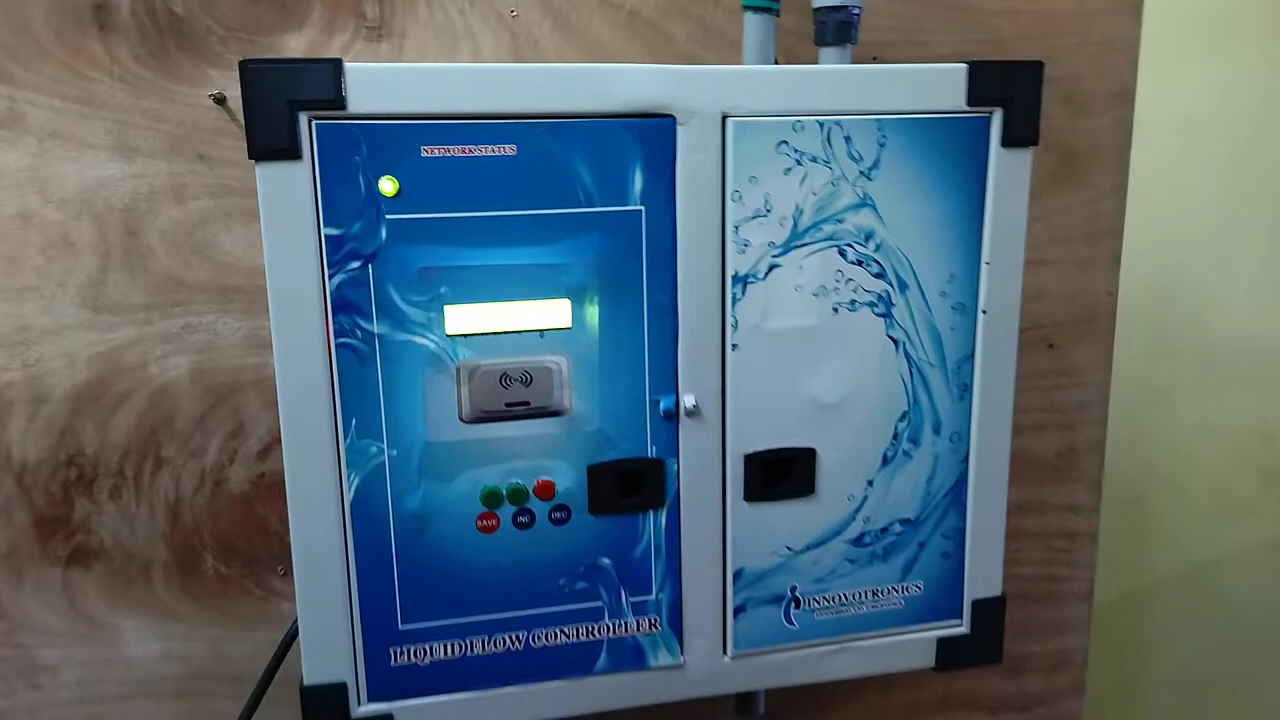 NETWORK STATUS
SAVE
INC
DEC
LIQUID FLOW CONTROLLER
INNOVOTRONICS